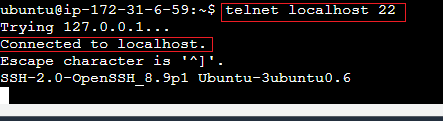 ubuntu@ip-172-31-6-59:~$ telnet localhost 22
Trying 127.0.0.1...
Connected to localhost.
Escape character is '^]'.
SSH-2.0-OpenSSH_8.9p1 Ubuntu-3ubuntu0.6